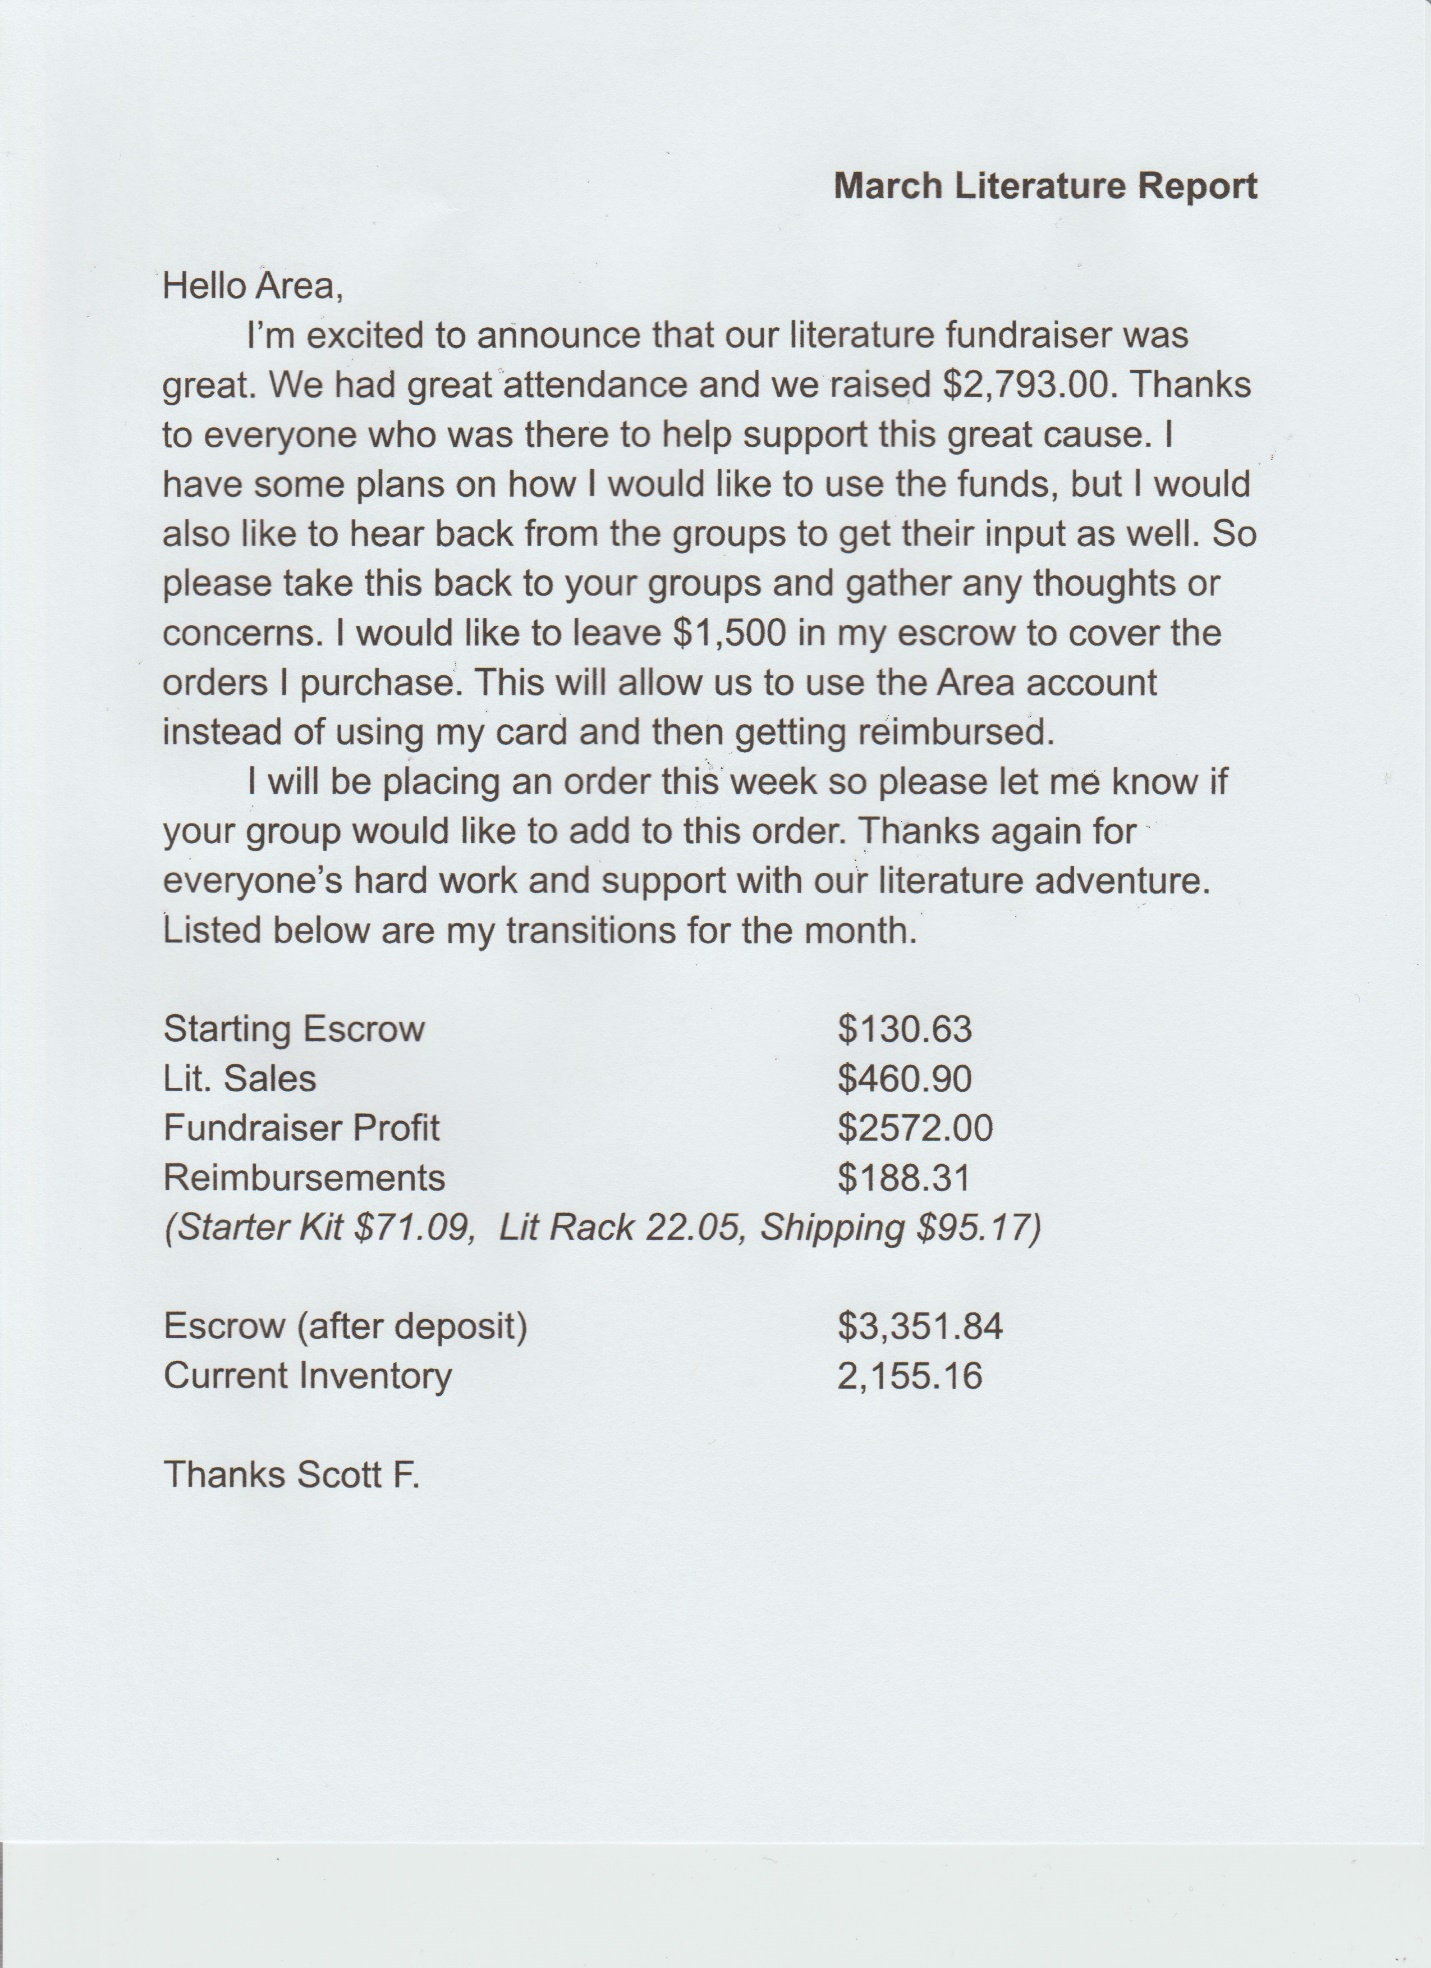 March Literature Report
Hello Area,
I'm excited to announce that our literature fundraiser was
great. We had great attendance and we raised $2,793.00. Thanks
to everyone who was there to help support this great cause. I
have some plans on how I would like to use the funds, but I would
also like to hear back from the groups to get their input as well. So
please take this back to your groups and gather any thoughts or
concerns. I would like to leave $1,500 in my escrow to cover the
orders I purchase. This will allow us to use the Area account
instead of using my card and then getting reimbursed.
I will be placing an order this week so please let me know if
your group would like to add to this order. Thanks again for
everyone's hard work and support with our literature adventure.
Listed below are my transitions for the month.
Starting Escrow $130.63
Lit. Sales $460.90
Fundraiser Profit $2572.00
Reimbursements $188.31
(Starter Kit $71.09, Lit Rack 22.05, Shipping $95.17)
Escrow (after deposit) $3,351.84
Current Inventory 2,155.16
Thanks Scott F.